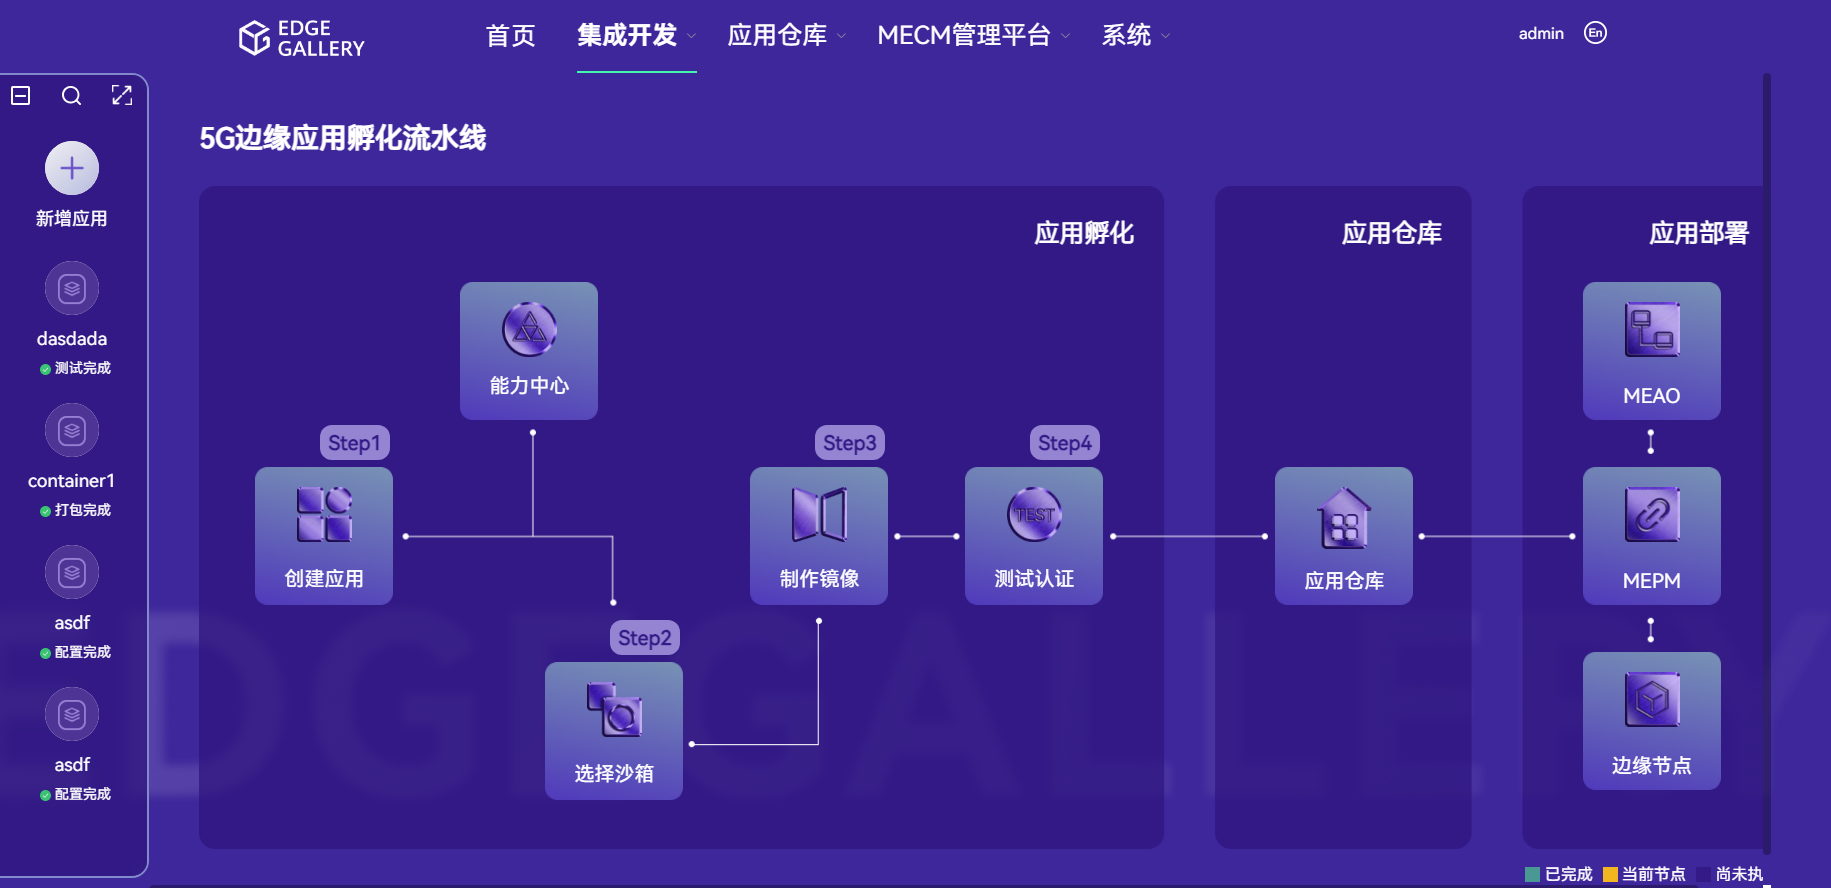 EDGE
GALLERY
首页
集成开发
应用仓库
MECM管理平台
系统
admin
En
新增应用
dasdada
测试完成
container1
打包完成
asdf
配置完成
asdf
配置完成
5G边缘应用孵化流水线
应用孵化
能力中心
Step1
创建应用
Step2
选择沙箱
Step3
制作镜像
Step4
TEST
测试认证
应用仓库
应用仓库
应用部署
MEAO
MEPM
边缘节点
EDGEGALLERY
已完成
当前节点
尚未执